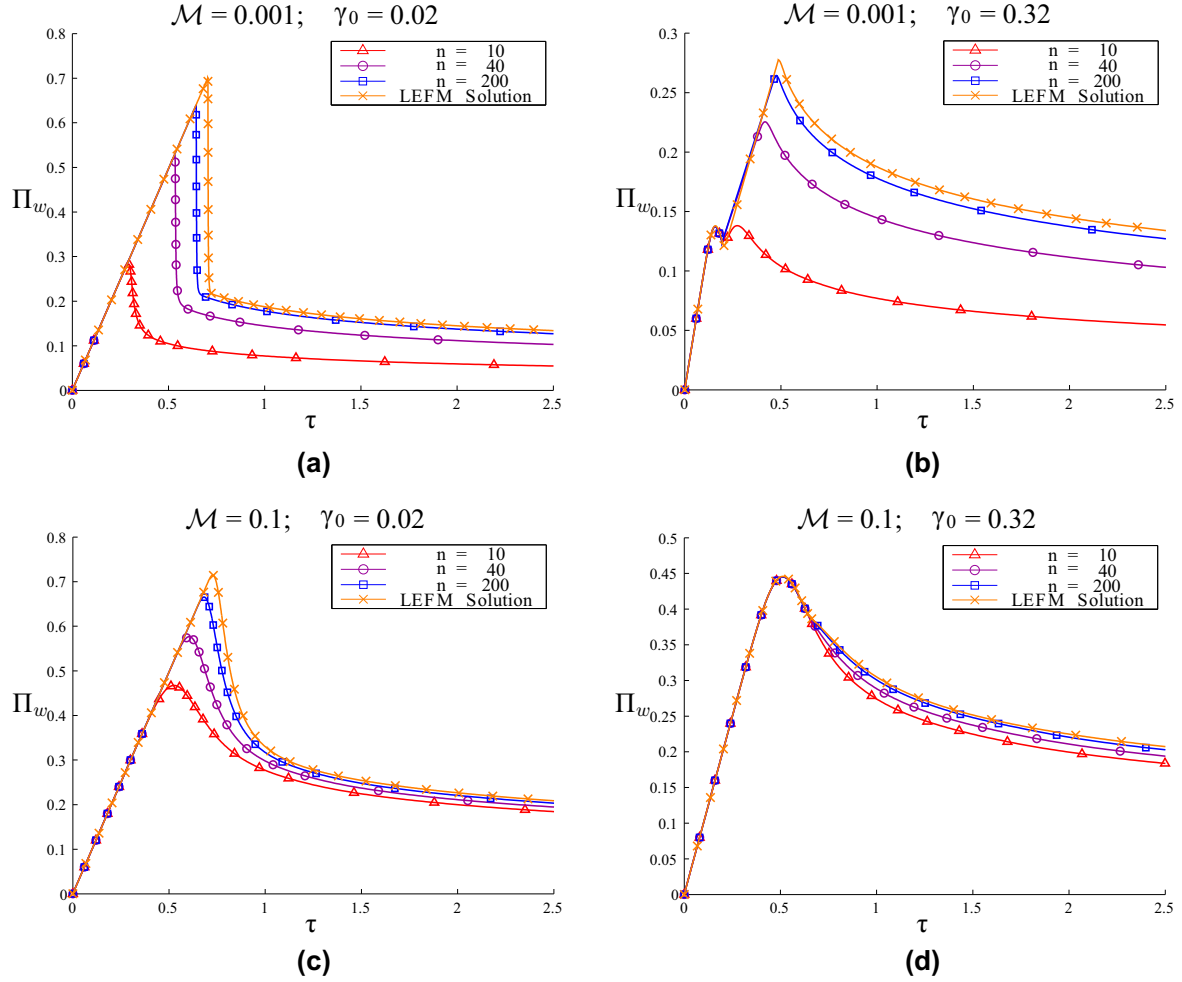 ℳ = 0.001; γ0 = 0.02
n = 10
n = 40
n = 200
LEFM Solution
0.8
0.7
0.6
0.5
0.4
0.3
0.2
0.1
0
Πw
0 0.5 1 1.5 2 2.5
τ
(a)
ℳ = 0.001; γ0 = 0.32
n = 10
n = 40
n = 200
LEFM Solution
0.3
0.25
0.2
0.15
0.1
0.05
0
Πw
0 0.5 1 1.5 2 2.5
τ
(b)
ℳ = 0.1; γ0 = 0.02
n = 10
n = 40
n = 200
LEFM Solution
0.8
0.7
0.6
0.5
0.4
0.3
0.2
0.1
0
Πw
0 0.5 1 1.5 2 2.5
τ
(c)
ℳ = 0.1; γ0 = 0.32
n = 10
n = 40
n = 200
LEFM Solution
0.5
0.45
0.4
0.35
0.3
0.25
0.2
0.15
0.1
0.05
0
Πw
0 0.5 1 1.5 2 2.5
τ
(d)